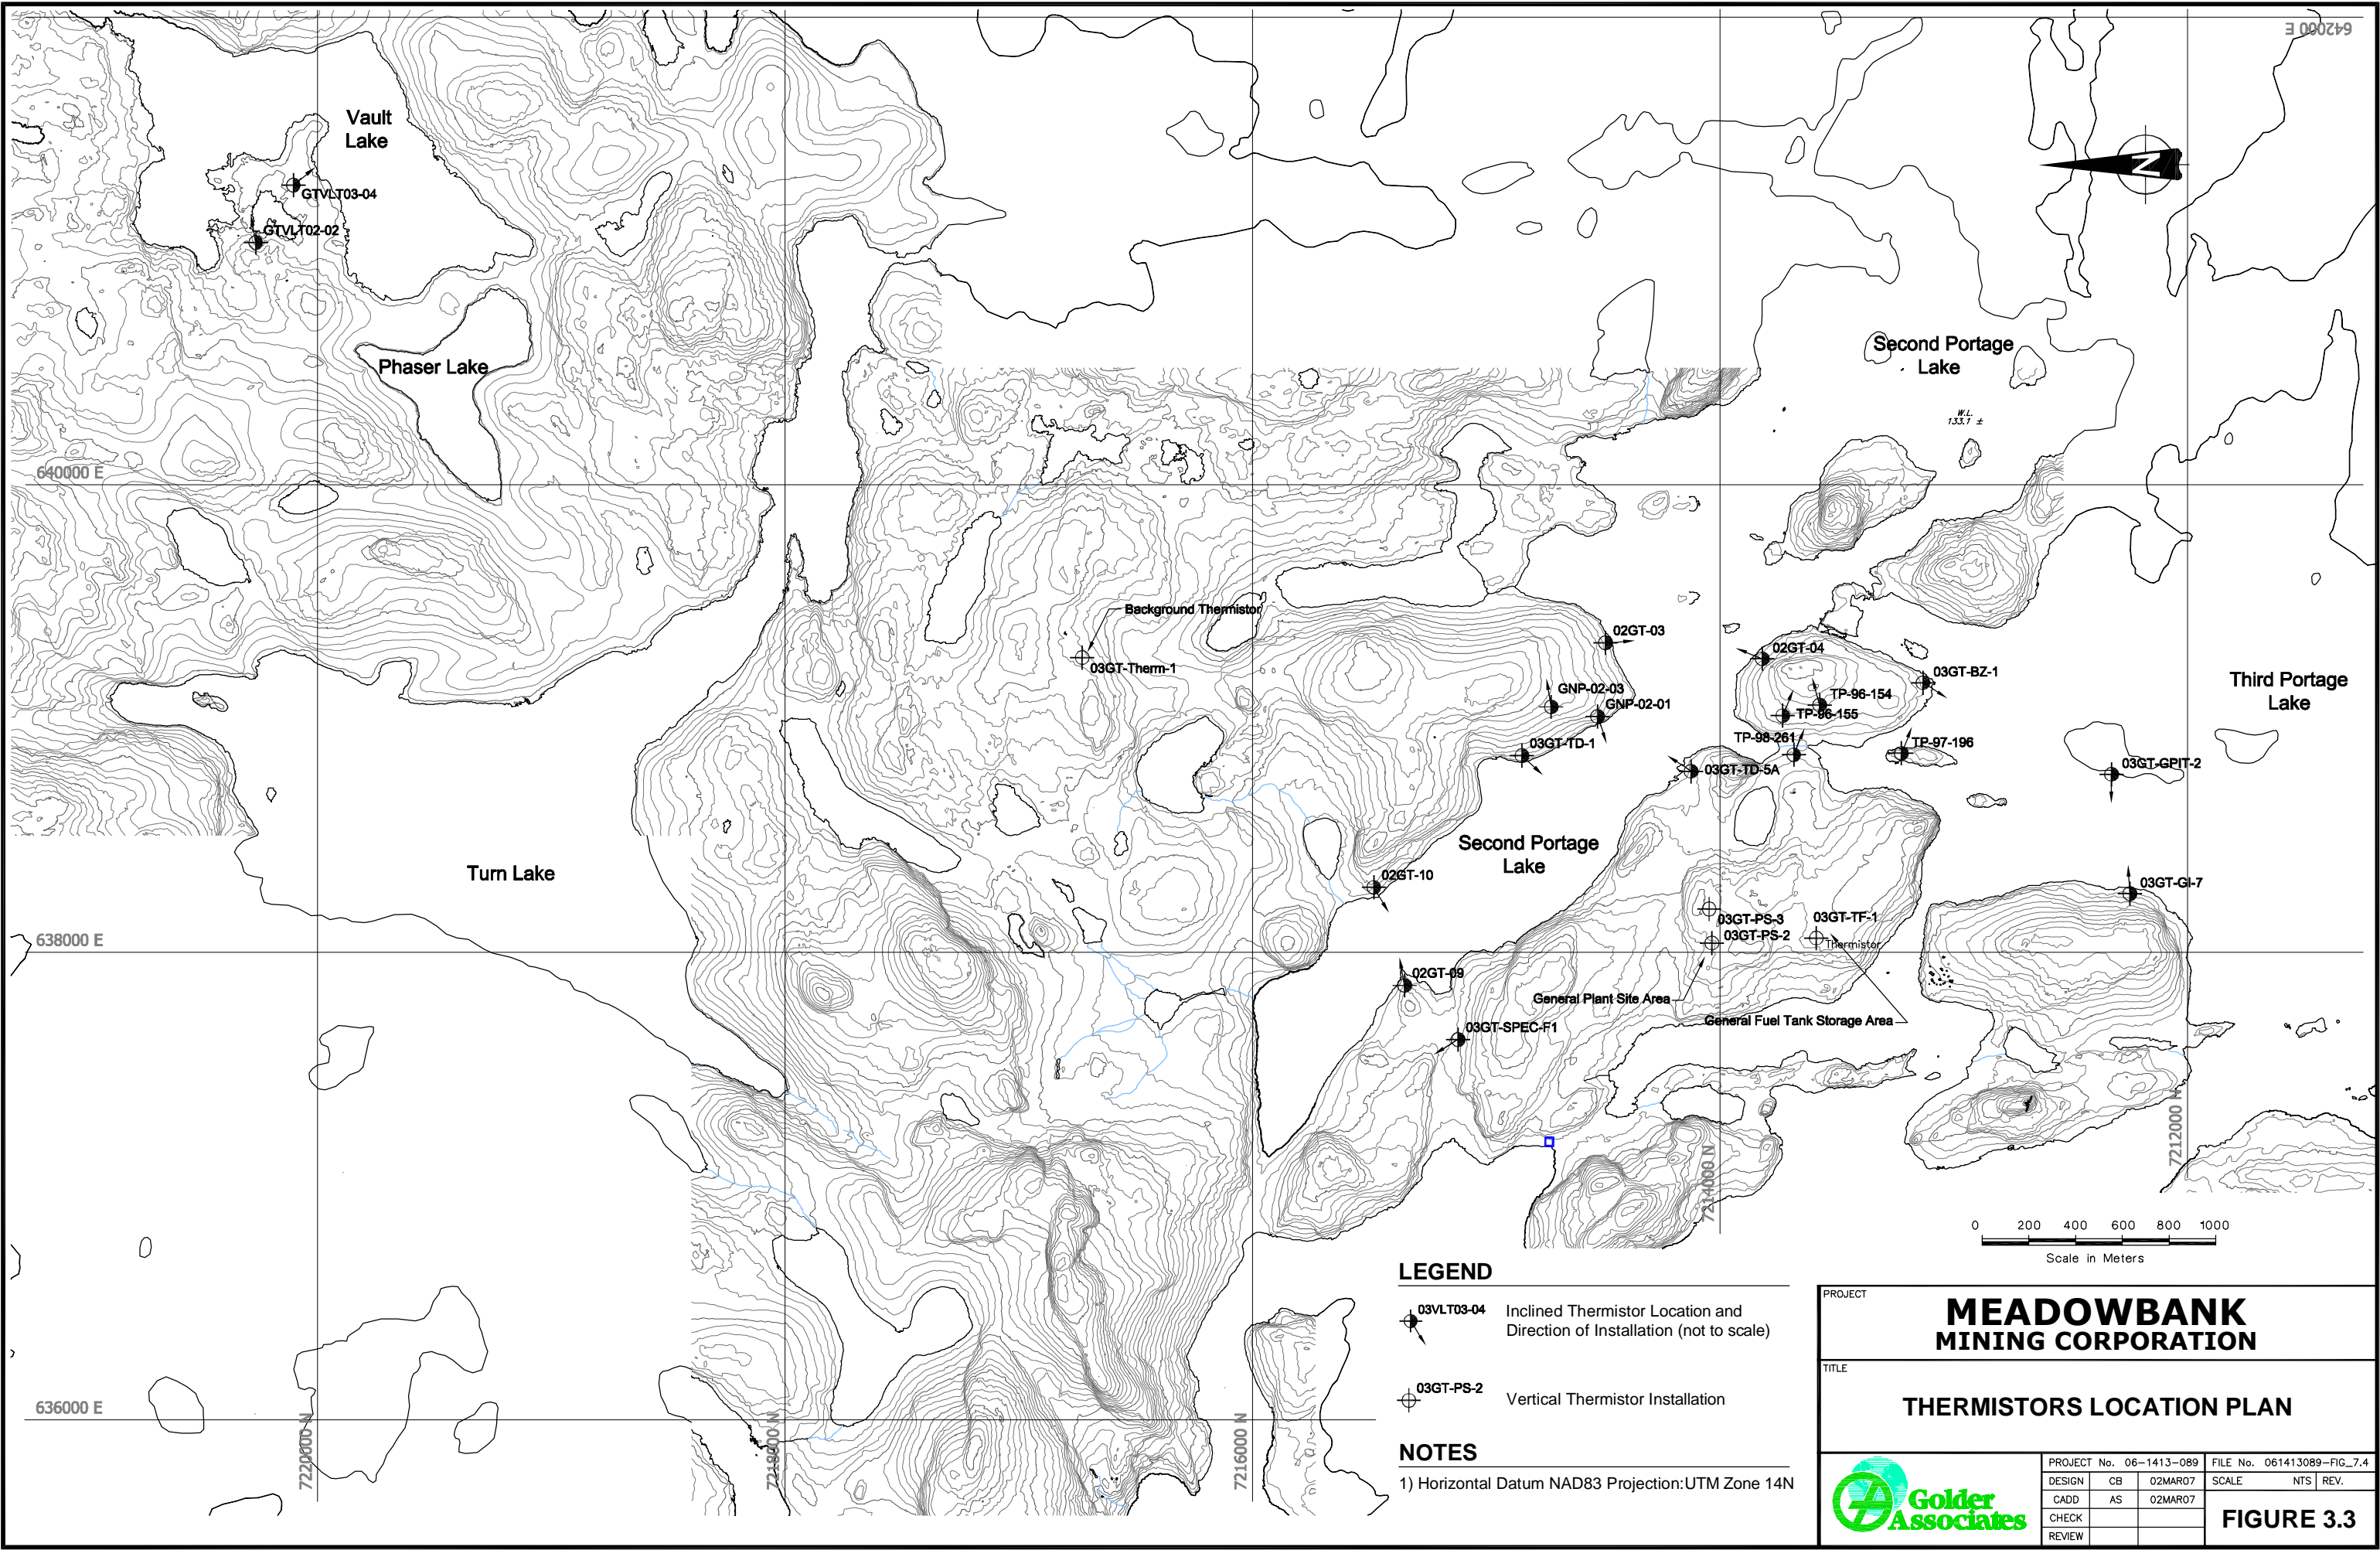 642000 E
Vault
Lake
GTVLT03-04
GTVLT02-02
N
Second Portage
Lake
Phaser Lake
W.L.
133.1 ±
640000 E
Background Thermistor
03GT-Therm-1
02GT-03
02GT-04
03GT-BZ-1
Third Portage
Lake
GNP-02-03
GNP-02-01
TP-96-154
TP-96-155
03GT-TD-1
TP-98-261
TP-97-196
03GT-TD-5A
03GT-GPIT-2
Second Portage
Lake
Turn Lake
02GT-10
03GT-GI-7
03GT-PS-3
03GT-PS-2
03GT-TF-1
Thermistor
638000 E
02GT-09
General Plant Site Area
General Fuel Tank Storage Area
03GT-SPEC-F1
7212000 N
7214000 N
0 200 400 600 800 1000
Scale in Meters
636000 E
7220000 N
7218000 N
7216000 N
LEGEND
03VLT03-04
Inclined Thermistor Location and
Direction of Installation (not to scale)
03GT-PS-2
Vertical Thermistor Installation
NOTES
1) Horizontal Datum NAD83 Projection:UTM Zone 14N
PROJECT
MEADOWBANK
MINING CORPORATION
TITLE
THERMISTORS LOCATION PLAN
Golder
Associates
PROJECT No. 06-1413-089 FILE No. 061413089-FIG_7.4
DESIGN CB 02MAR07 SCALE NTS REV.
CADD AS 02MAR07
CHECK
REVIEW
FIGURE 3.3